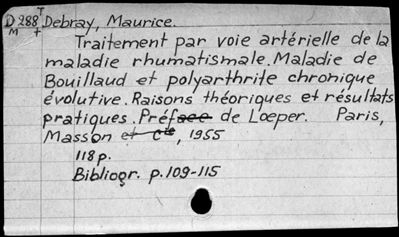 D 288 T Debray, Maurice.
M +
Traitement par voie artérielle de la
maladie rhumatismale. Maladie de
Bouillaud et polyarthrite chronique
évolutive. Raisons théoriques et résultats
pratiques. Préface de Lœper. Paris,
Masson et Cie, 1955
118 p.
Bibliogr. p. 109-115